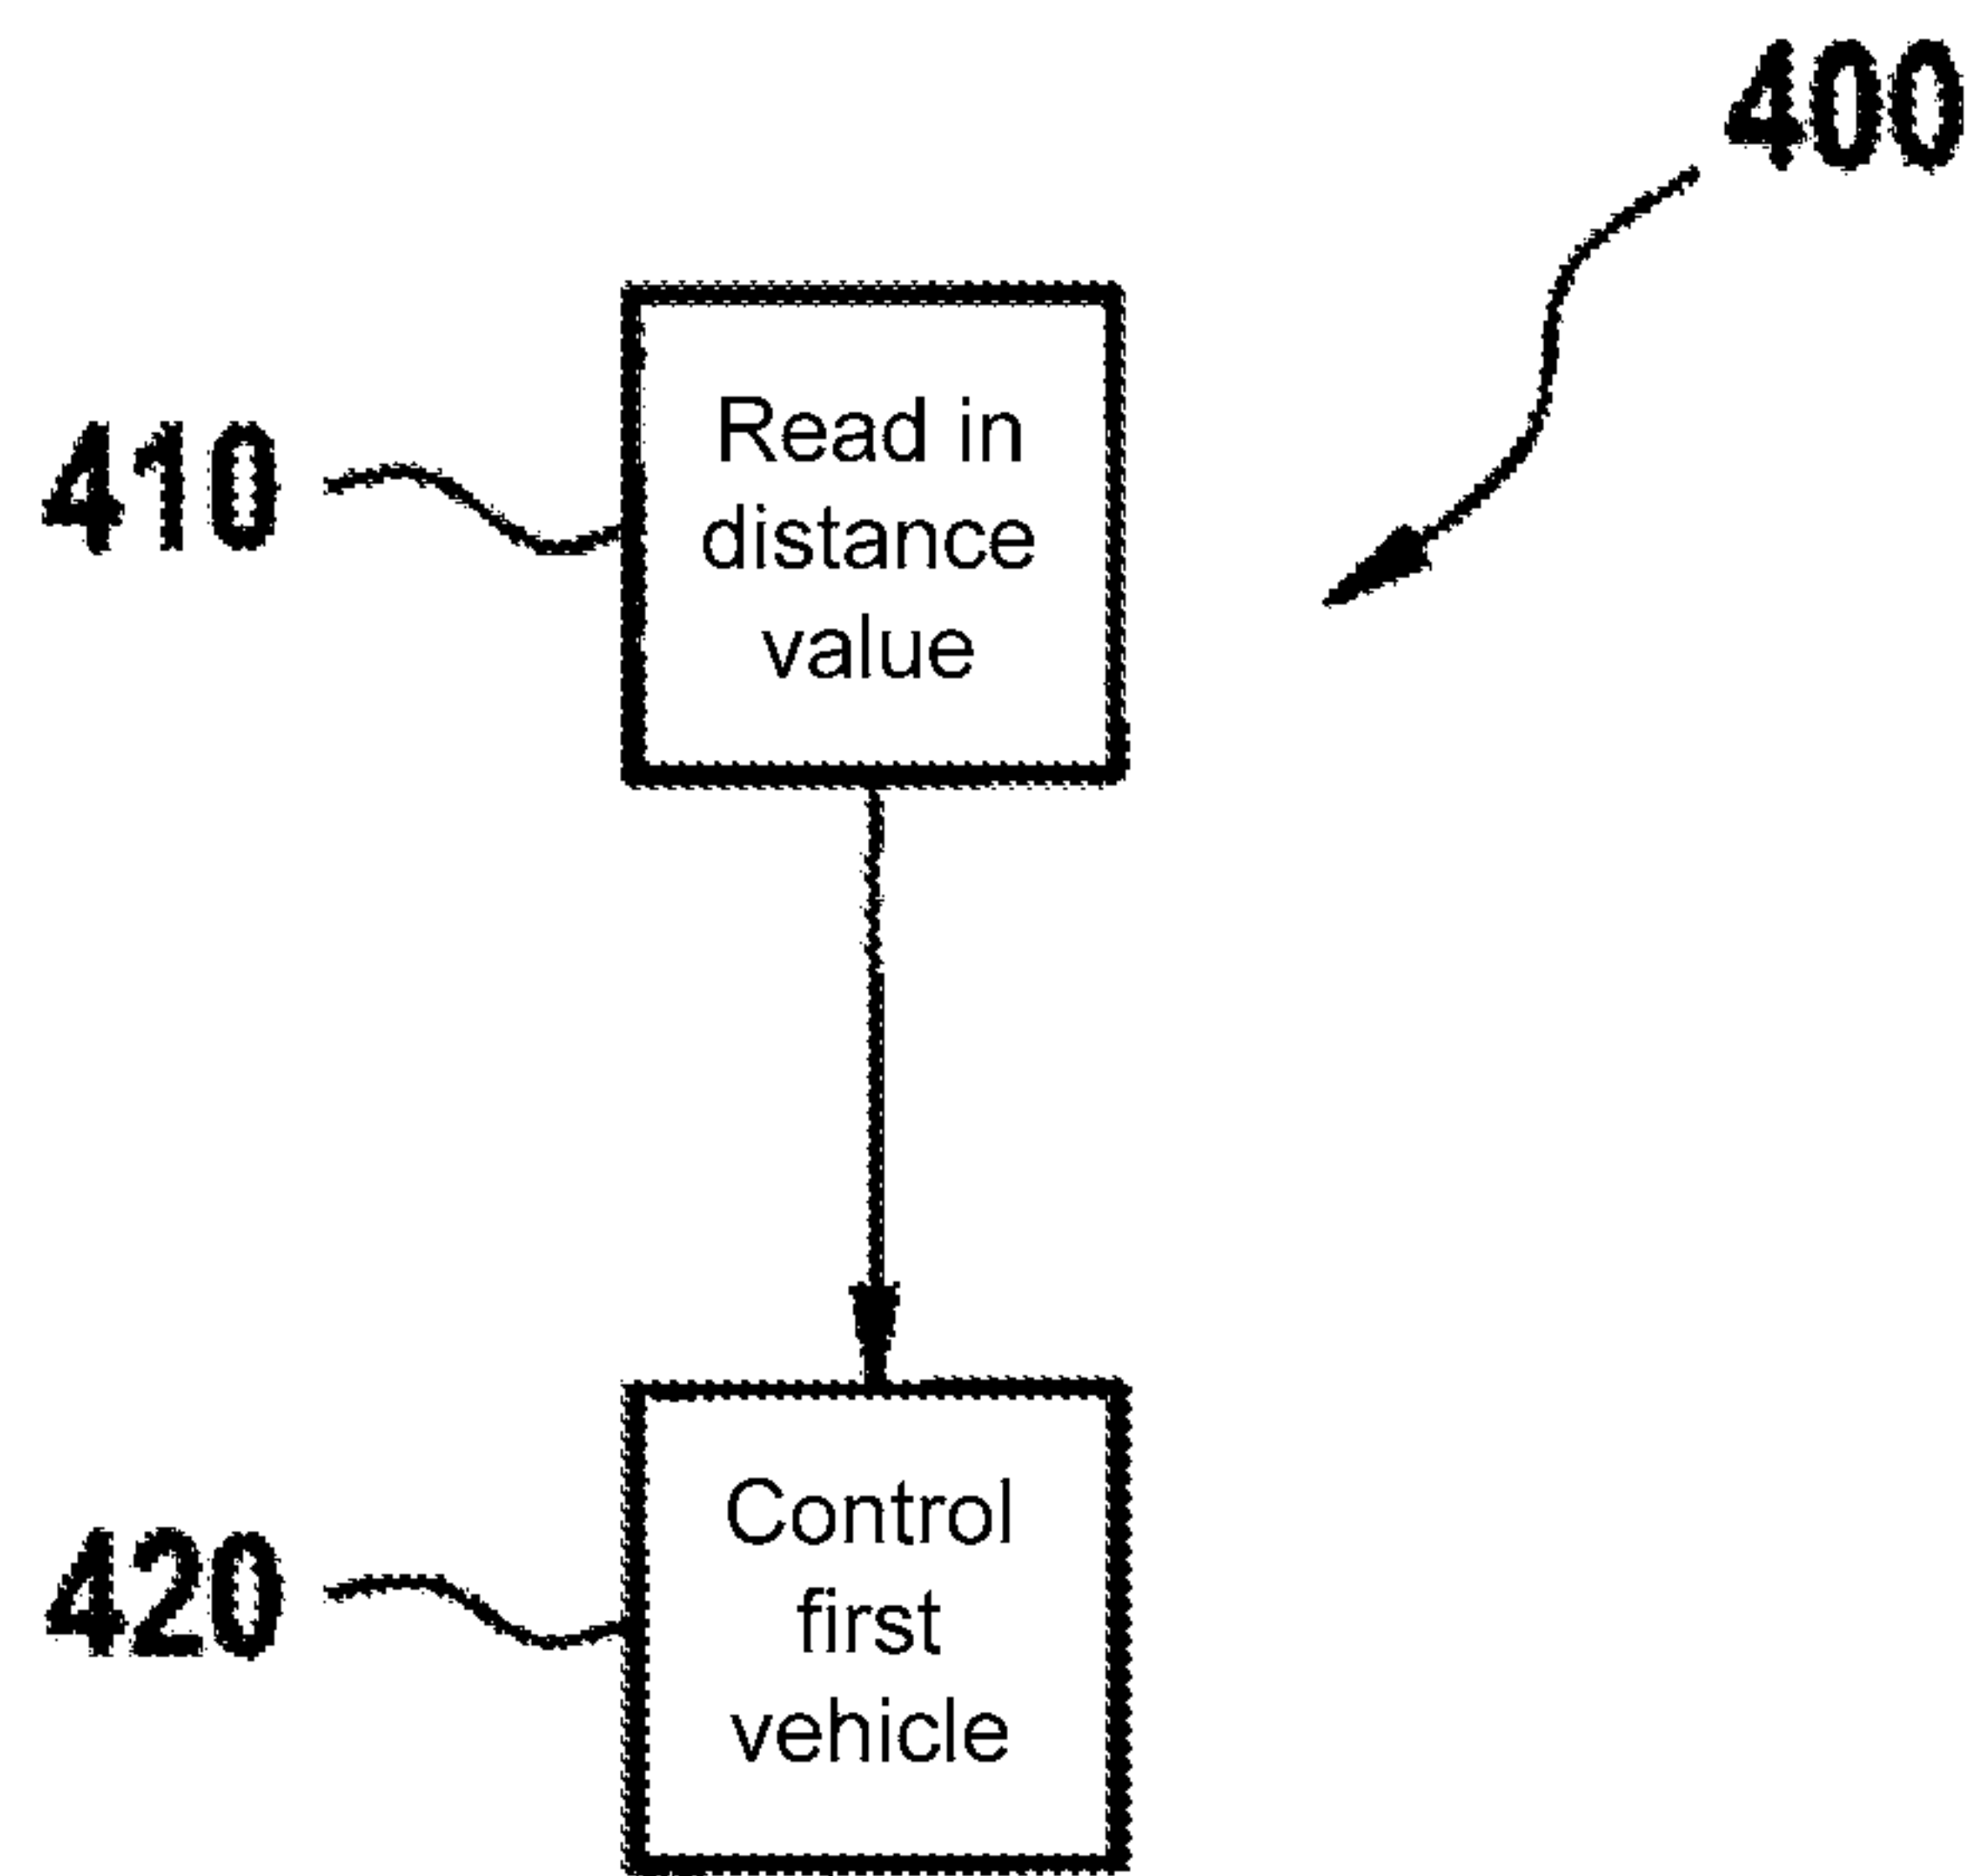 400
410
Read in
distance
value
420
Control
first
vehicle